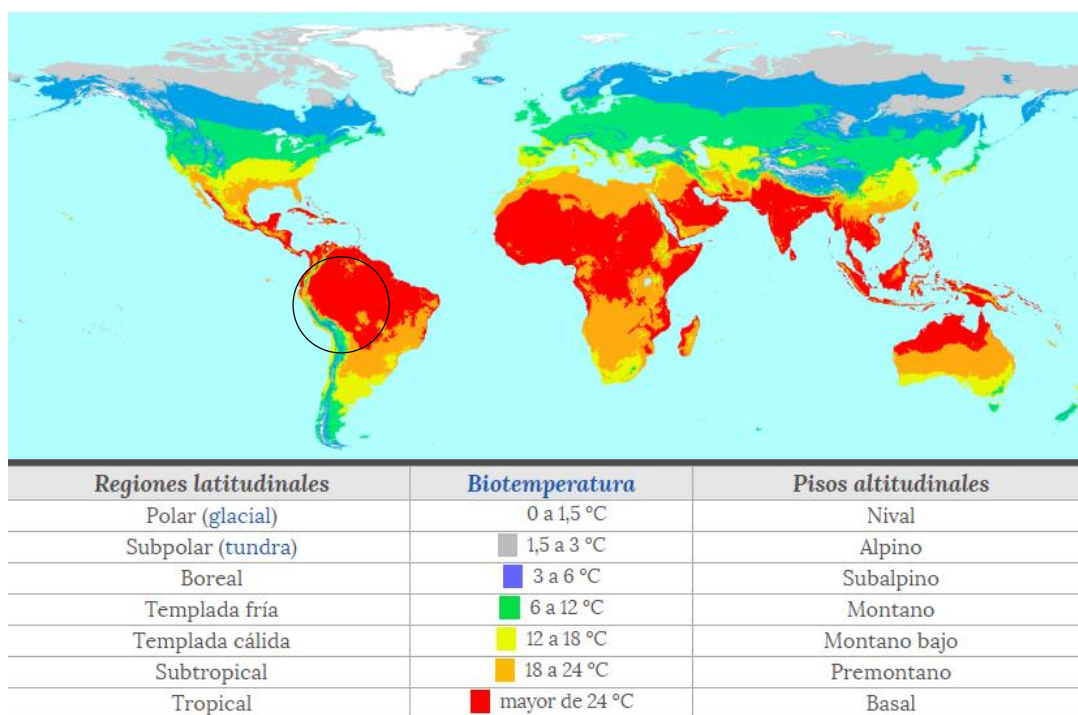 Regiones latitudinales Biotemperatura Pisos altitudinales
Polar (glacial) 0 a 1,5 °C Nival
Subpolar (tundra) 1,5 a 3 °C Alpino
Boreal 3 a 6 °C Subalpino
Templada fría 6 a 12 °C Montano
Templada cálida 12 a 18 °C Montano bajo
Subtropical 18 a 24 °C Premontano
Tropical mayor de 24 °C Basal